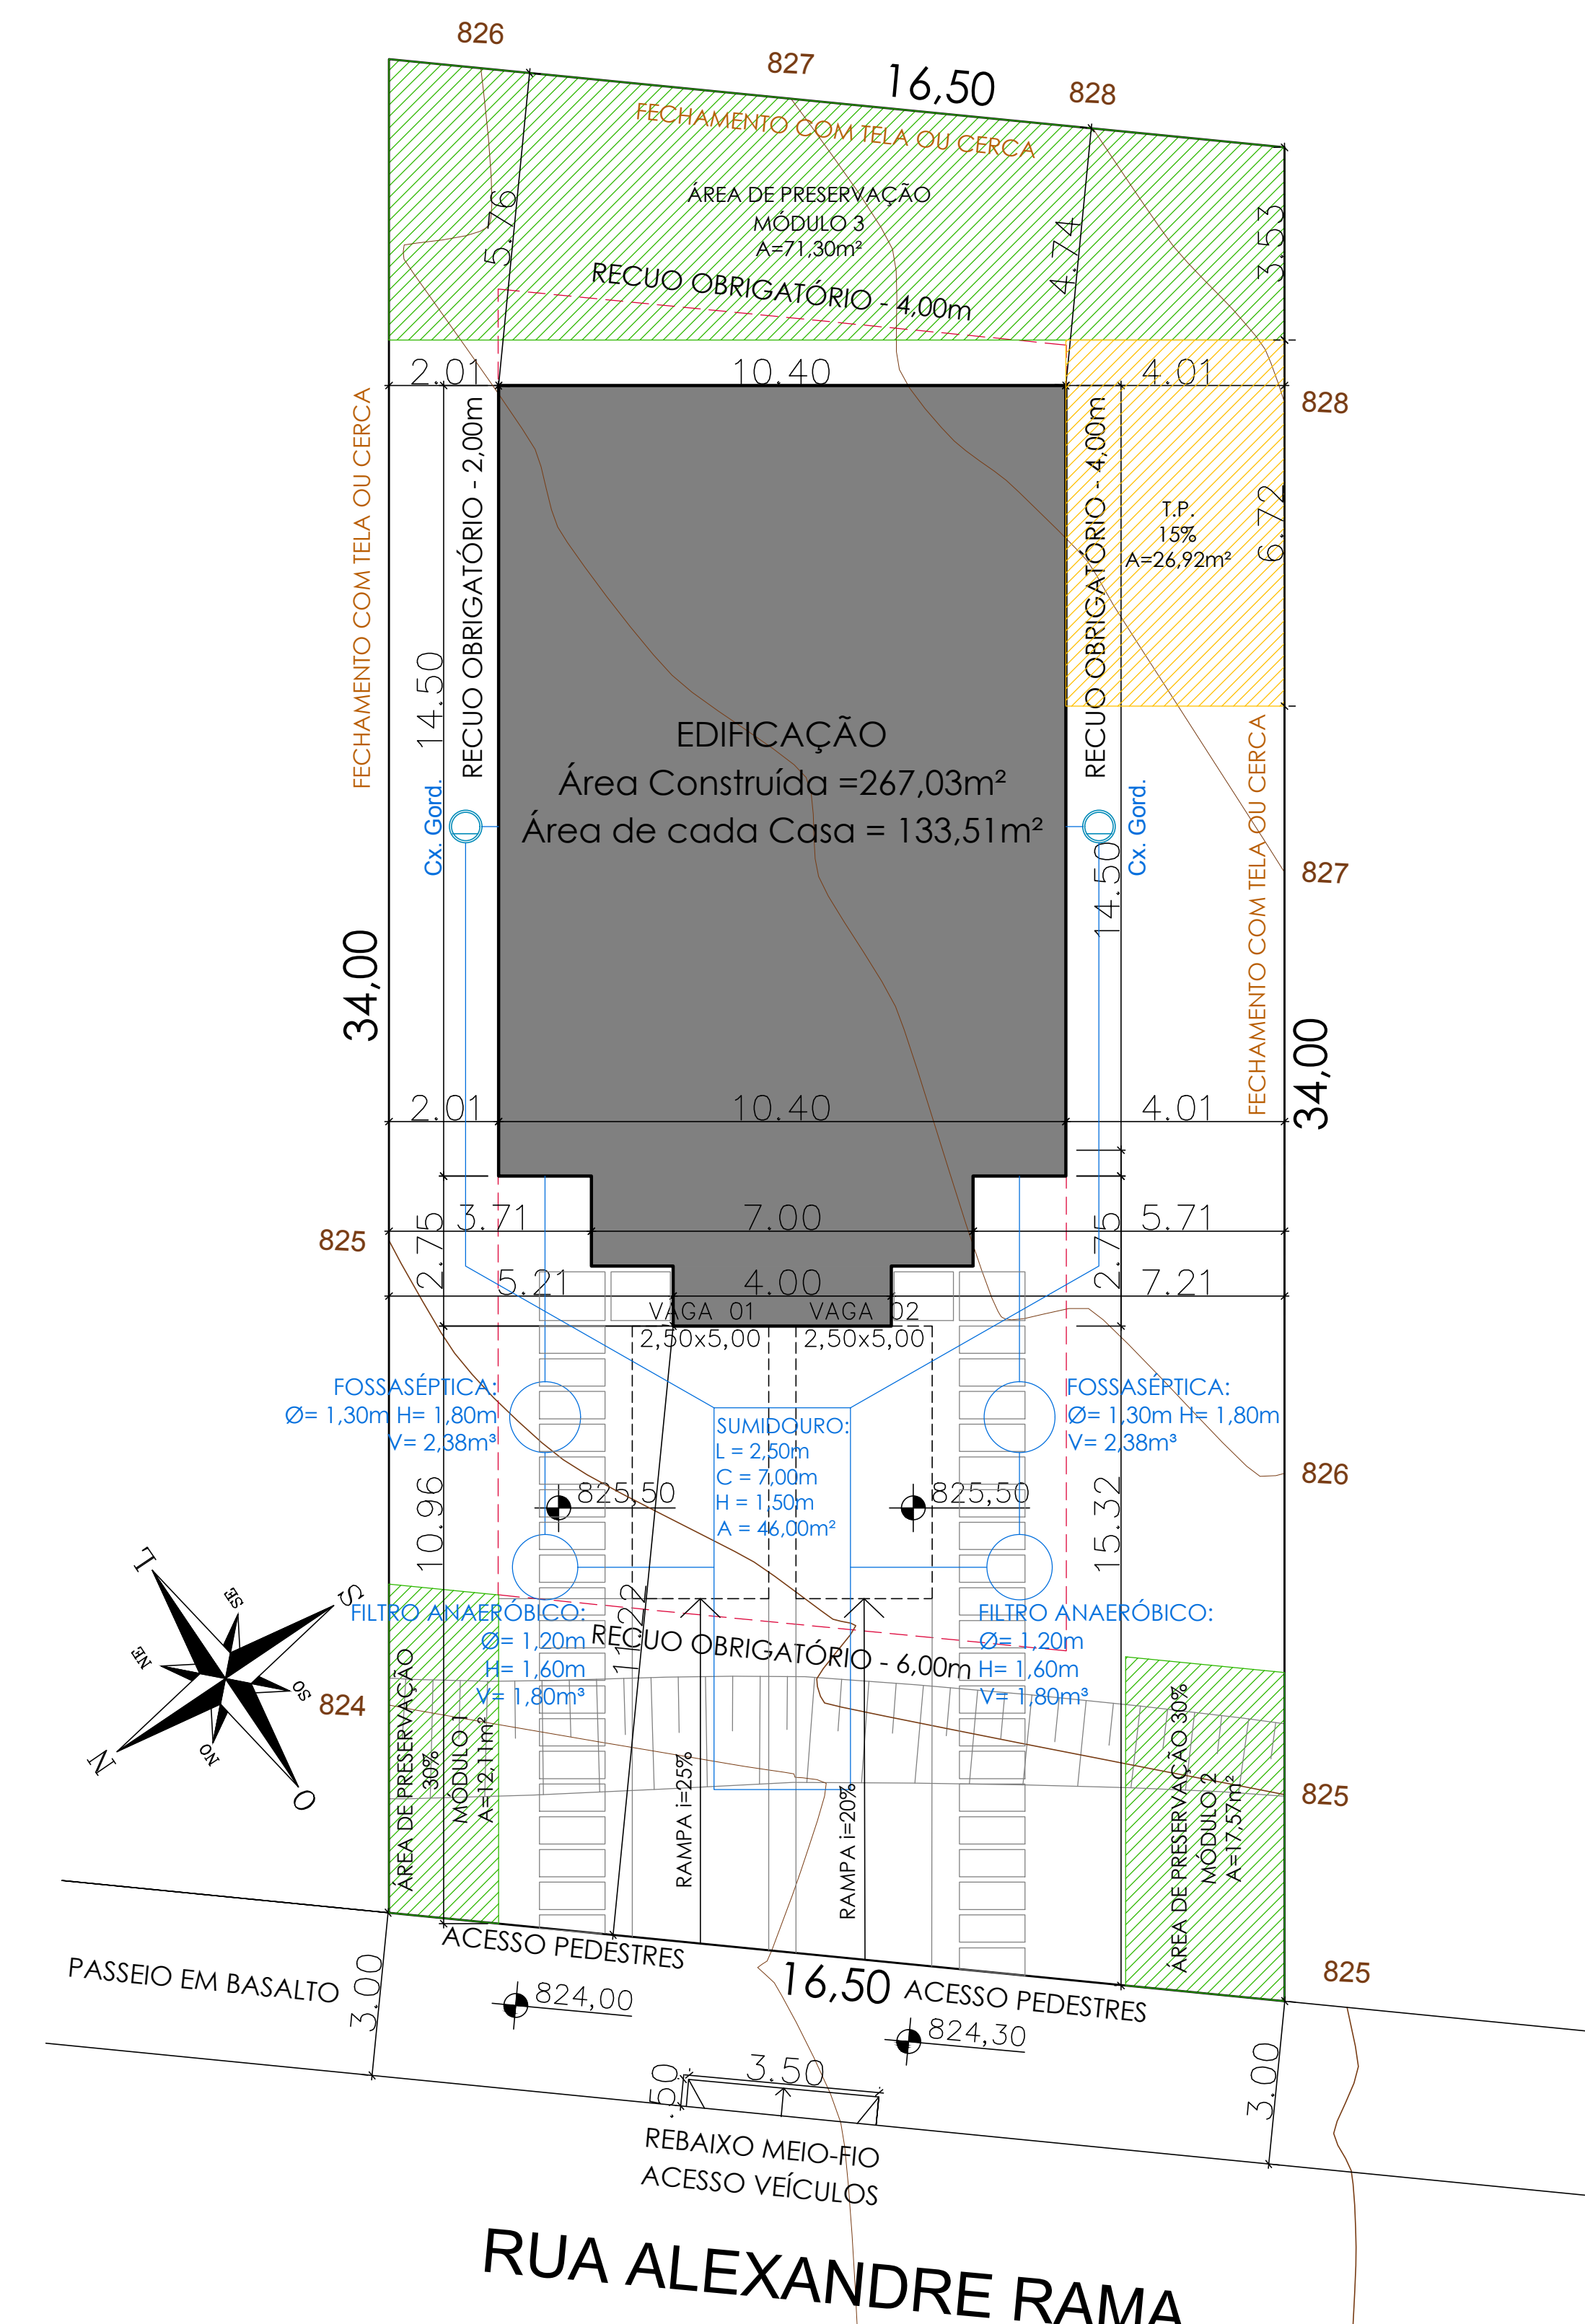 826
827
16,50
828
FECHAMENTO COM TELA OU CERCA
ÁREA DE PRESERVAÇÃO
MÓDULO 3
A=71,30m²
5.76
4.74
3.53
RECUO OBRIGATÓRIO - 4,00m
2.01
10.40
4.01
828
FECHAMENTO COM TELA OU CERCA
RECUO OBRIGATÓRIO - 2,00m
14.50
RECUO OBRIGATÓRIO - 4,00m
T.P.
15%
A=26,92m²
6.72
EDIFICAÇÃO
Área Construída =267,03m²
Área de cada Casa = 133,51m²
Cx. Gord.
Cx. Gord.
14.50
827
FECHAMENTO COM TELA OU CERCA
34,00
34,00
2.01
10.40
4.01
825
2.75
3.71
7.00
2.75
5.71
5.21
4.00
7.21
VAGA 01
2,50x5,00
VAGA 02
2,50x5,00
FOSSASÉPTICA:
Ø= 1,30m H= 1,80m
V= 2,38m³
FOSSASÉPTICA:
Ø= 1,30m H= 1,80m
V= 2,38m³
SUMIDOURO:
L = 2,50m
C = 7,00m
H = 1,50m
A = 46,00m²
826
10.96
825,50
825,50
15.32
11.22
L
S
SE
NE
SO
NO
N
O
FILTRO ANAERÓBICO:
Ø= 1,20m
H= 1,60m
V= 1,80m³
FILTRO ANAERÓBICO:
Ø= 1,20m
H= 1,60m
V= 1,80m³
RECUO OBRIGATÓRIO - 6,00m
824
ÁREA DE PRESERVAÇÃO
30%
MÓDULO 1
A=12,11m²
RAMPA i=25%
RAMPA i=20%
ÁREA DE PRESERVAÇÃO 30%
MÓDULO 2
A=17,57m²
825
ACESSO PEDESTRES
PASSEIO EM BASALTO
3.00
824,00
16,50
ACESSO PEDESTRES
824,30
825
3.00
.50
3.50
REBAIXO MEIO-FIO
ACESSO VEÍCULOS
RUA ALEXANDRE RAMA